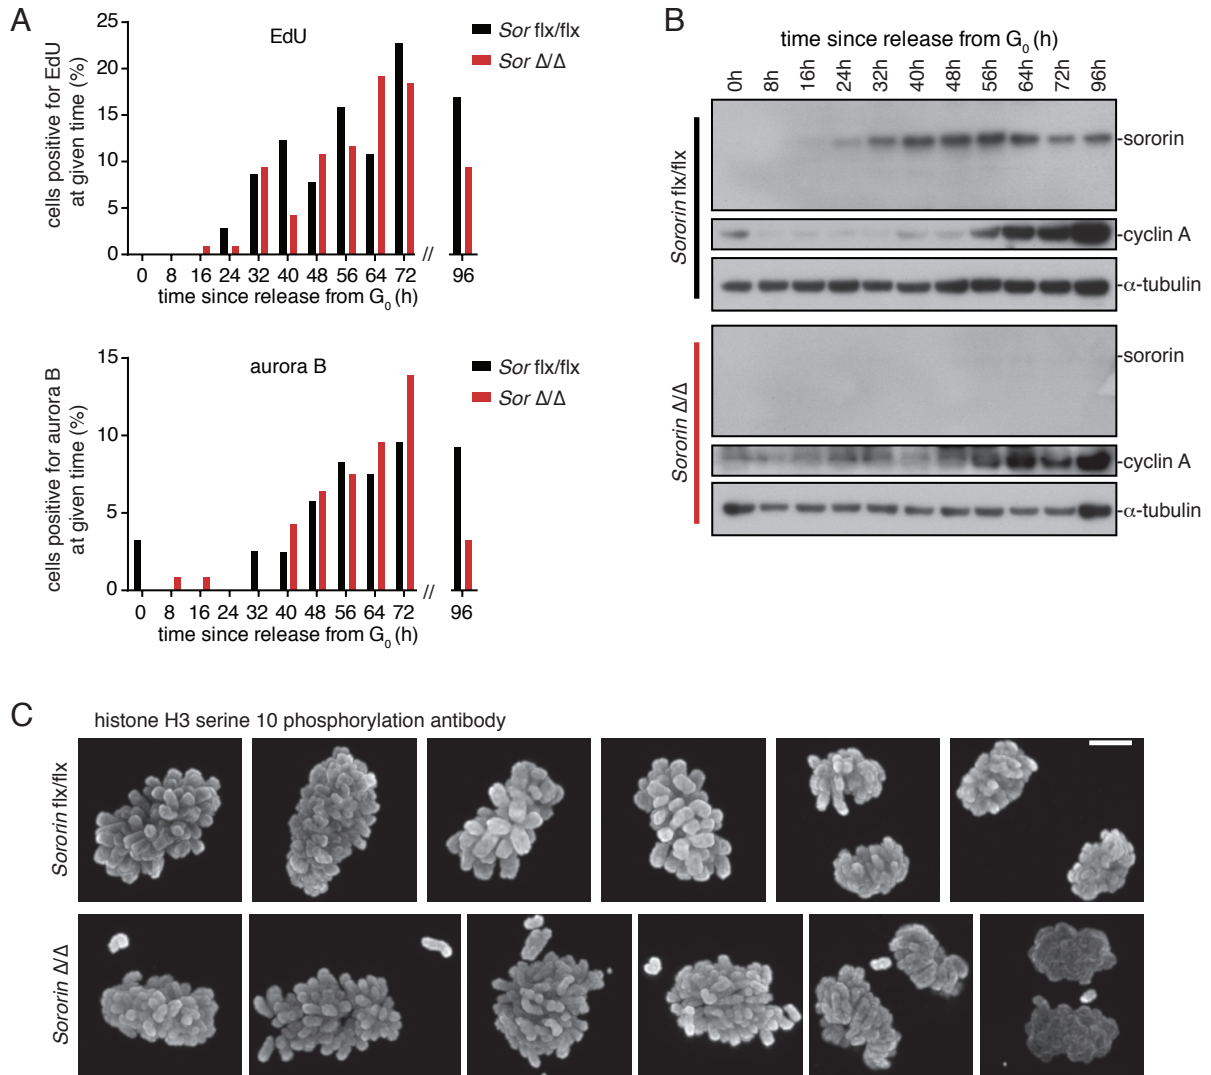 A
25
20
15
10
5
0
cells positive for EdU
at given time (%)
EdU
Sor flx/flx
Sor Δ/Δ
0 8 16 24 32 40 48 56 64 72 // 96
time since release from G0 (h)
15
10
5
0
cells positive for aurora B
at given time (%)
aurora B
Sor flx/flx
Sor Δ/Δ
0 8 16 24 32 40 48 56 64 72 // 96
time since release from G0 (h)
B
time since release from G0 (h)
0h 8h 16h 24h 32h 40h 48h 56h 64h 72h 96h
Sororin flx/flx
-sororin
-cyclin A
-α-tubulin
Sororin Δ/Δ
-sororin
-cyclin A
-α-tubulin
C
histone H3 serine 10 phosphorylation antibody
Sororin flx/flx
Sororin Δ/Δ